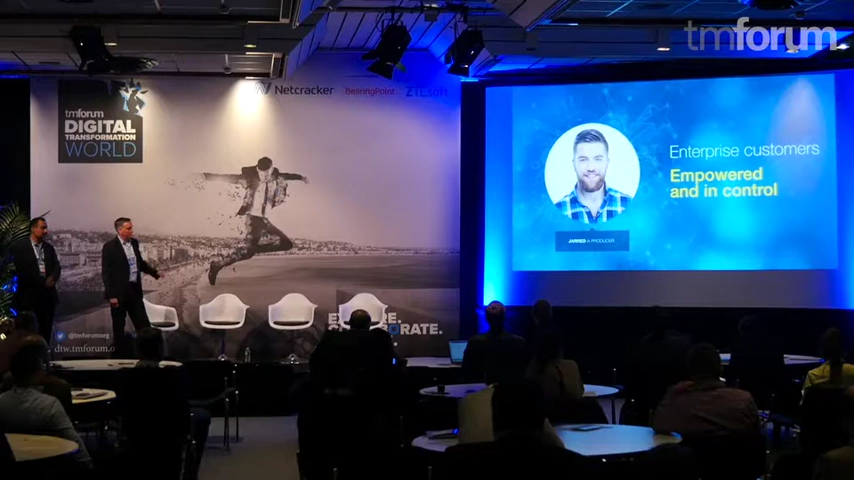 tmforum
Netcracker
BearingPoint
ZTEsoft
tmforum
DIGITAL
TRANSFORMATION
WORLD
Enterprise customers
Empowered
and in control
JARRED A PRODUCER
@tmforumorg
dtw.tmforum.o